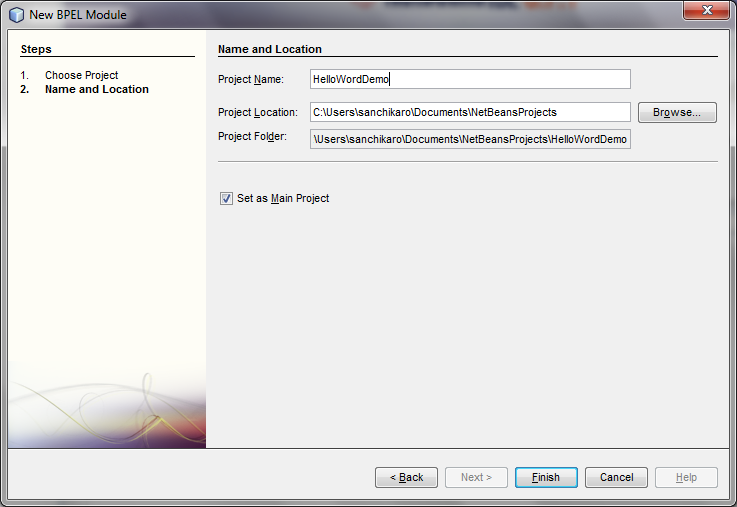 New BPEL Module
Steps
1. Choose Project
2. Name and Location
Name and Location
Project Name: HelloWordDemo
Project Location: C:\Users\sanchikaro\Documents\NetBeansProjects Browse...
Project Folder: \Users\sanchikaro\Documents\NetBeansProjects\HelloWordDemo
Set as Main Project
< Back Next > Finish Cancel Help